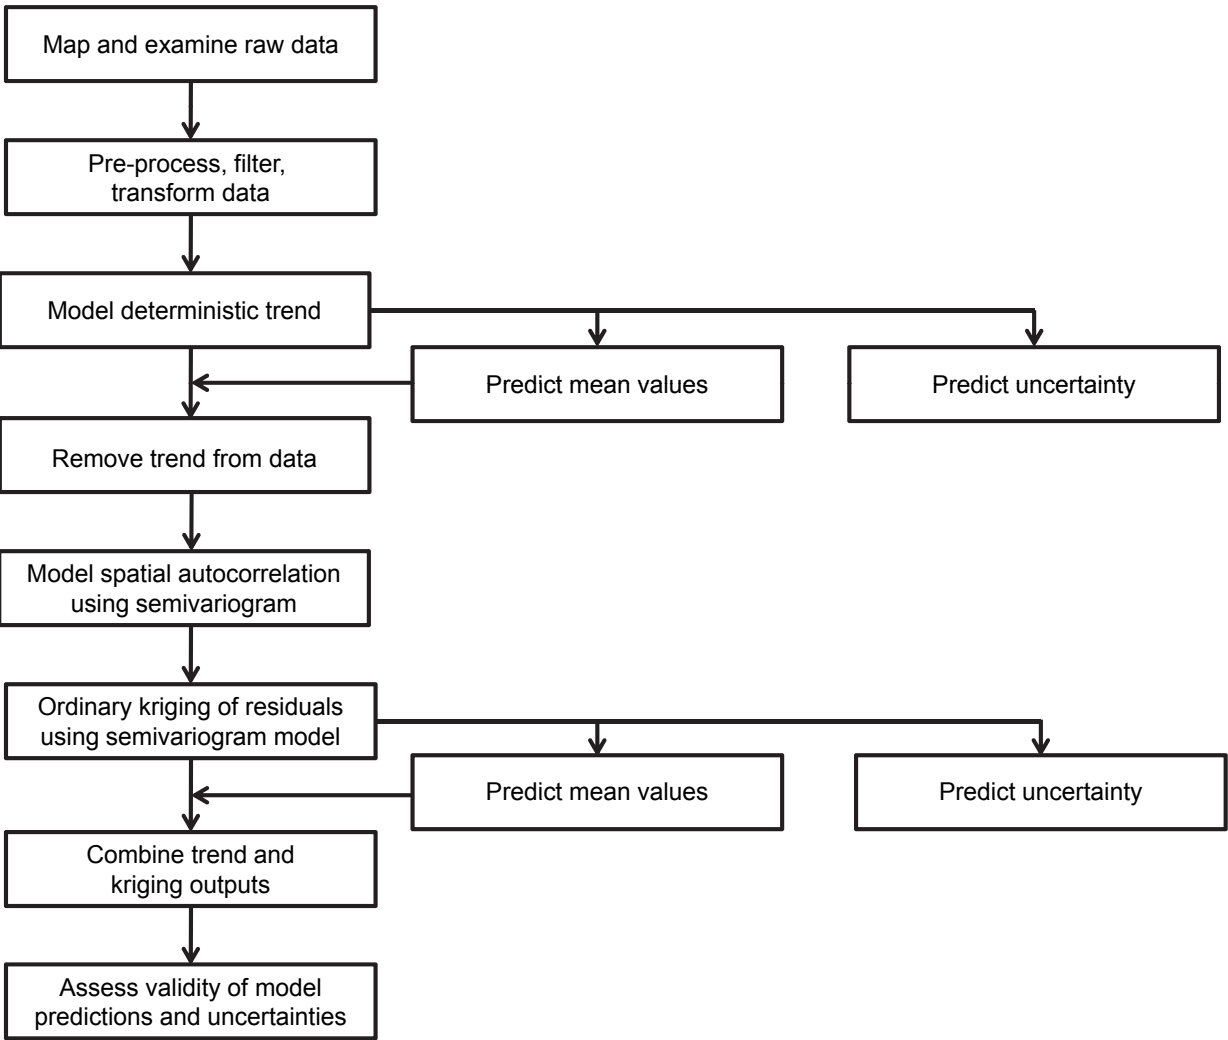 Map and examine raw data
Pre-process, filter,
transform data
Model deterministic trend
Predict mean values
Predict uncertainty
Remove trend from data
Model spatial autocorrelation
using semivariogram
Ordinary kriging of residuals
using semivariogram model
Predict mean values
Predict uncertainty
Combine trend and
kriging outputs
Assess validity of model
predictions and uncertainties